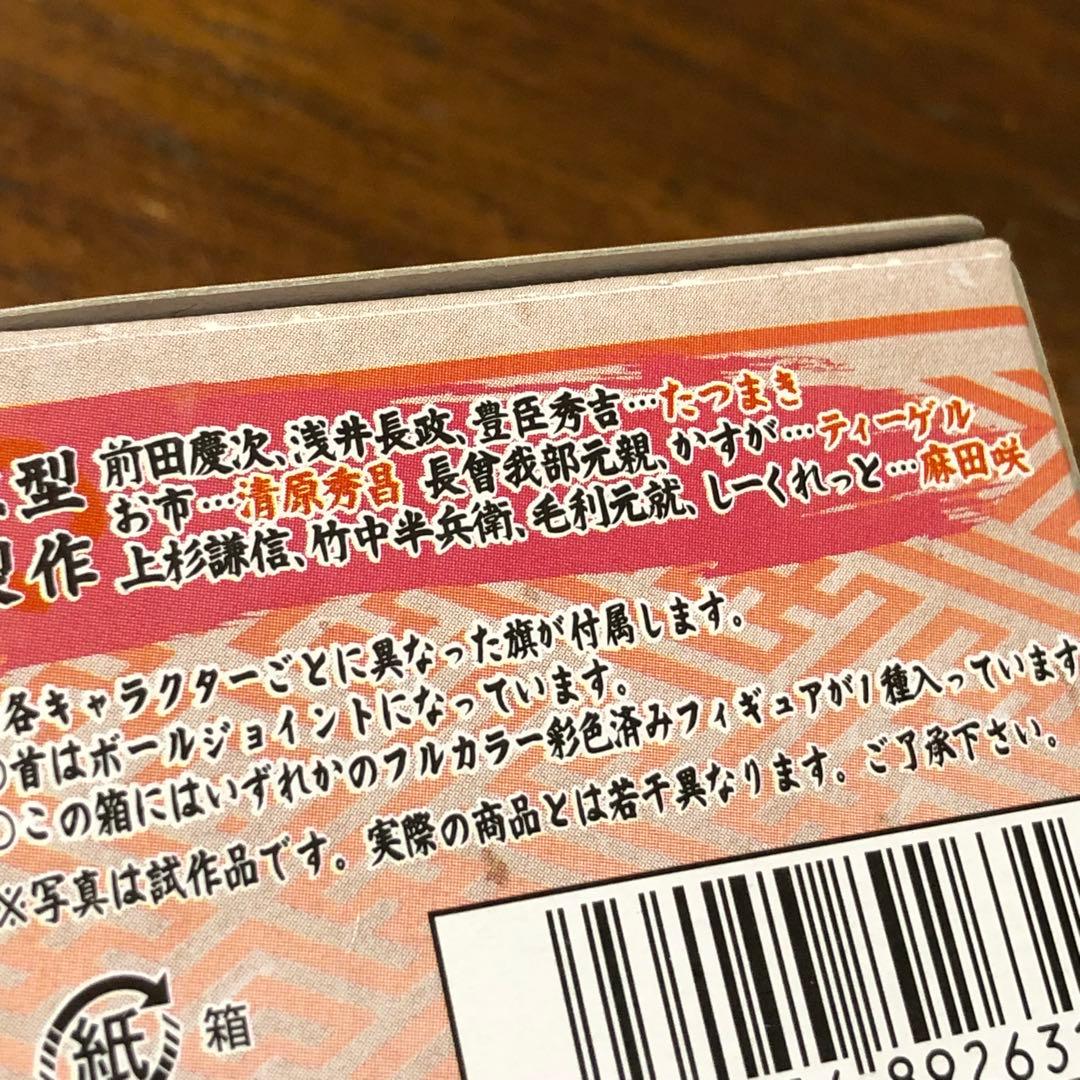 型
製作
前田慶次、浅井長政、豊臣秀吉…たつまき
お市…清原秀昌 長曾我部元親、かすが…ティーゲル
上杉謙信、竹中半兵衛、毛利元就、しーくれっと…麻田咲
各キャラクターごとに異なった旗が付属します。
○首はボールジョイントになっています。
○この箱にはいずれかのフルカラー彩色済みフィギュアが1種入っています
※写真は試作品です。実際の商品とは若干異なります。ご了承下さい。
紙 箱
89263